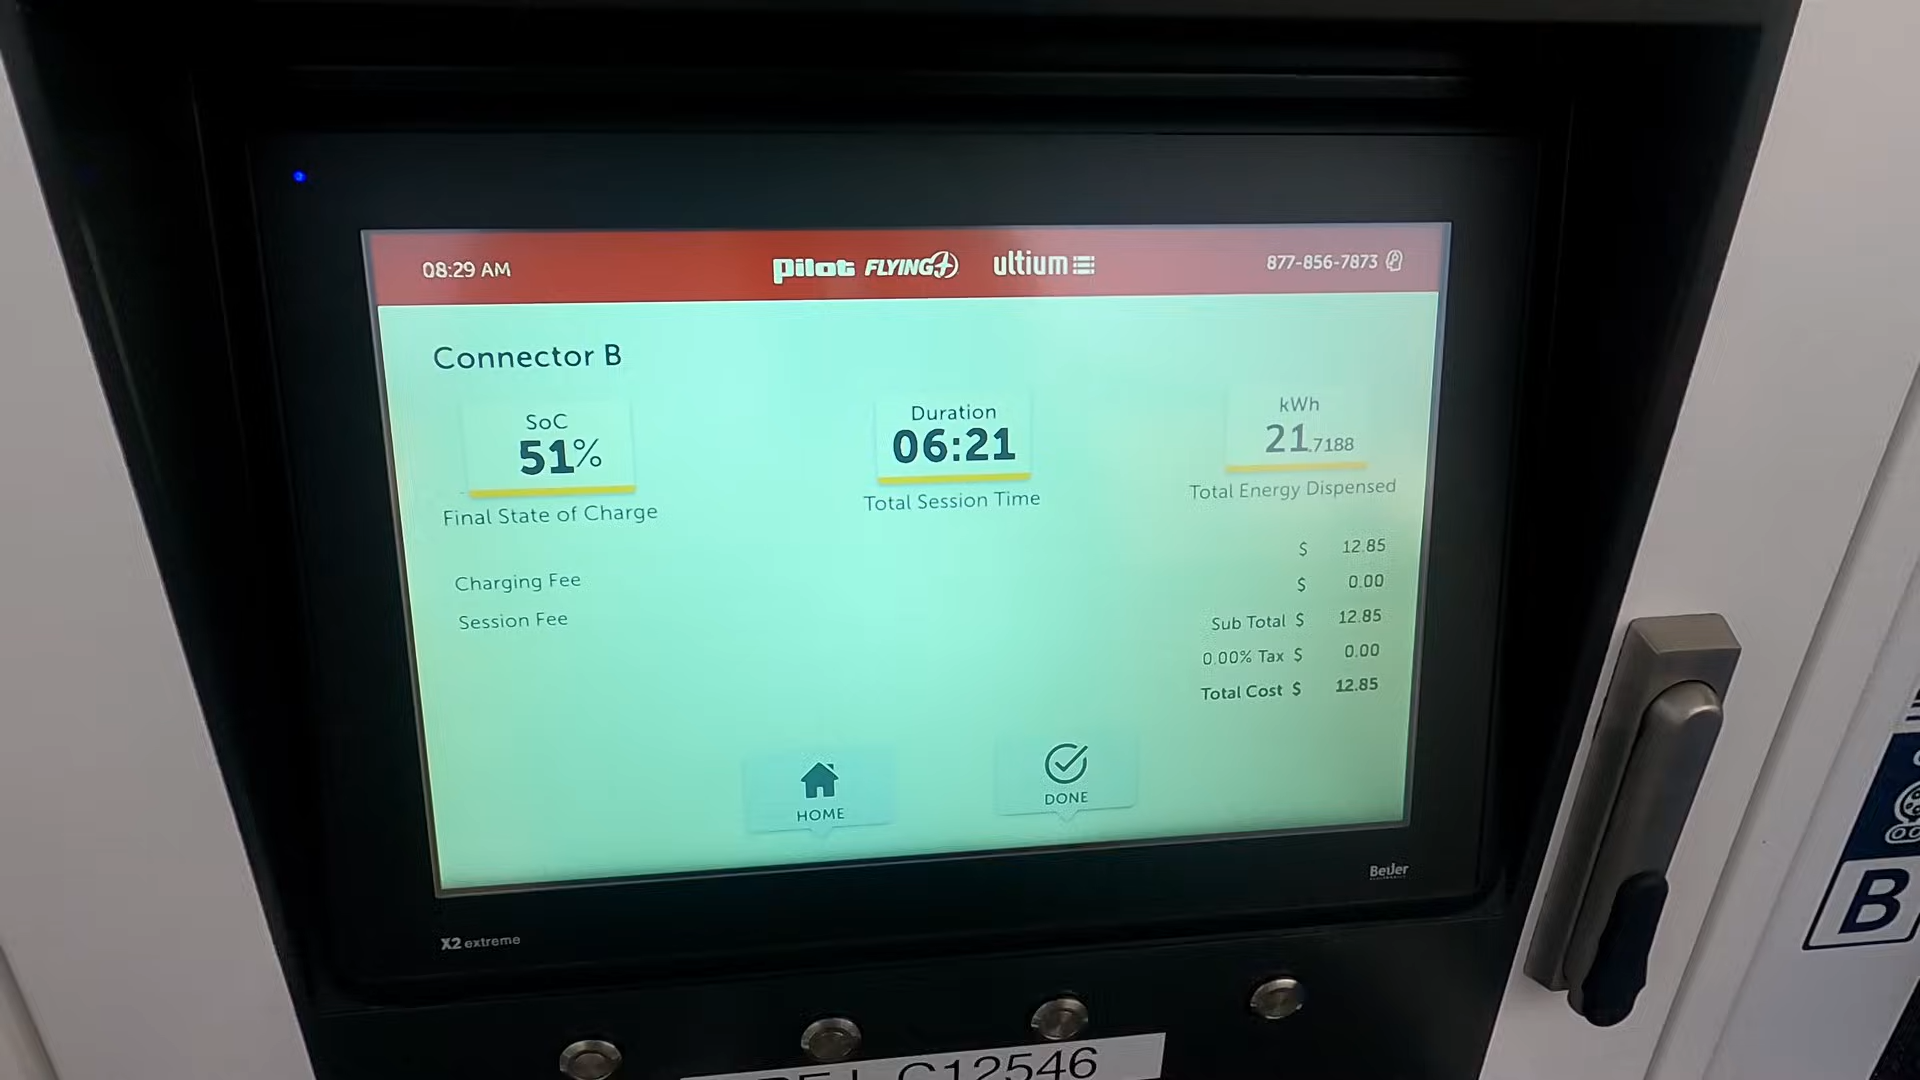 08:29 AM
Pilot FLYING J ultium
877-856-7873
Connector B
SoC
51%
Final State of Charge
Duration
06:21
Total Session Time
kWh
21.7188
Total Energy Dispensed
Charging Fee
$ 12.85
Session Fee
$ 0.00
Sub Total $ 12.85
0.00% Tax $ 0.00
Total Cost $ 12.85
HOME
DONE
Beijer
X2 extreme
B
C12546